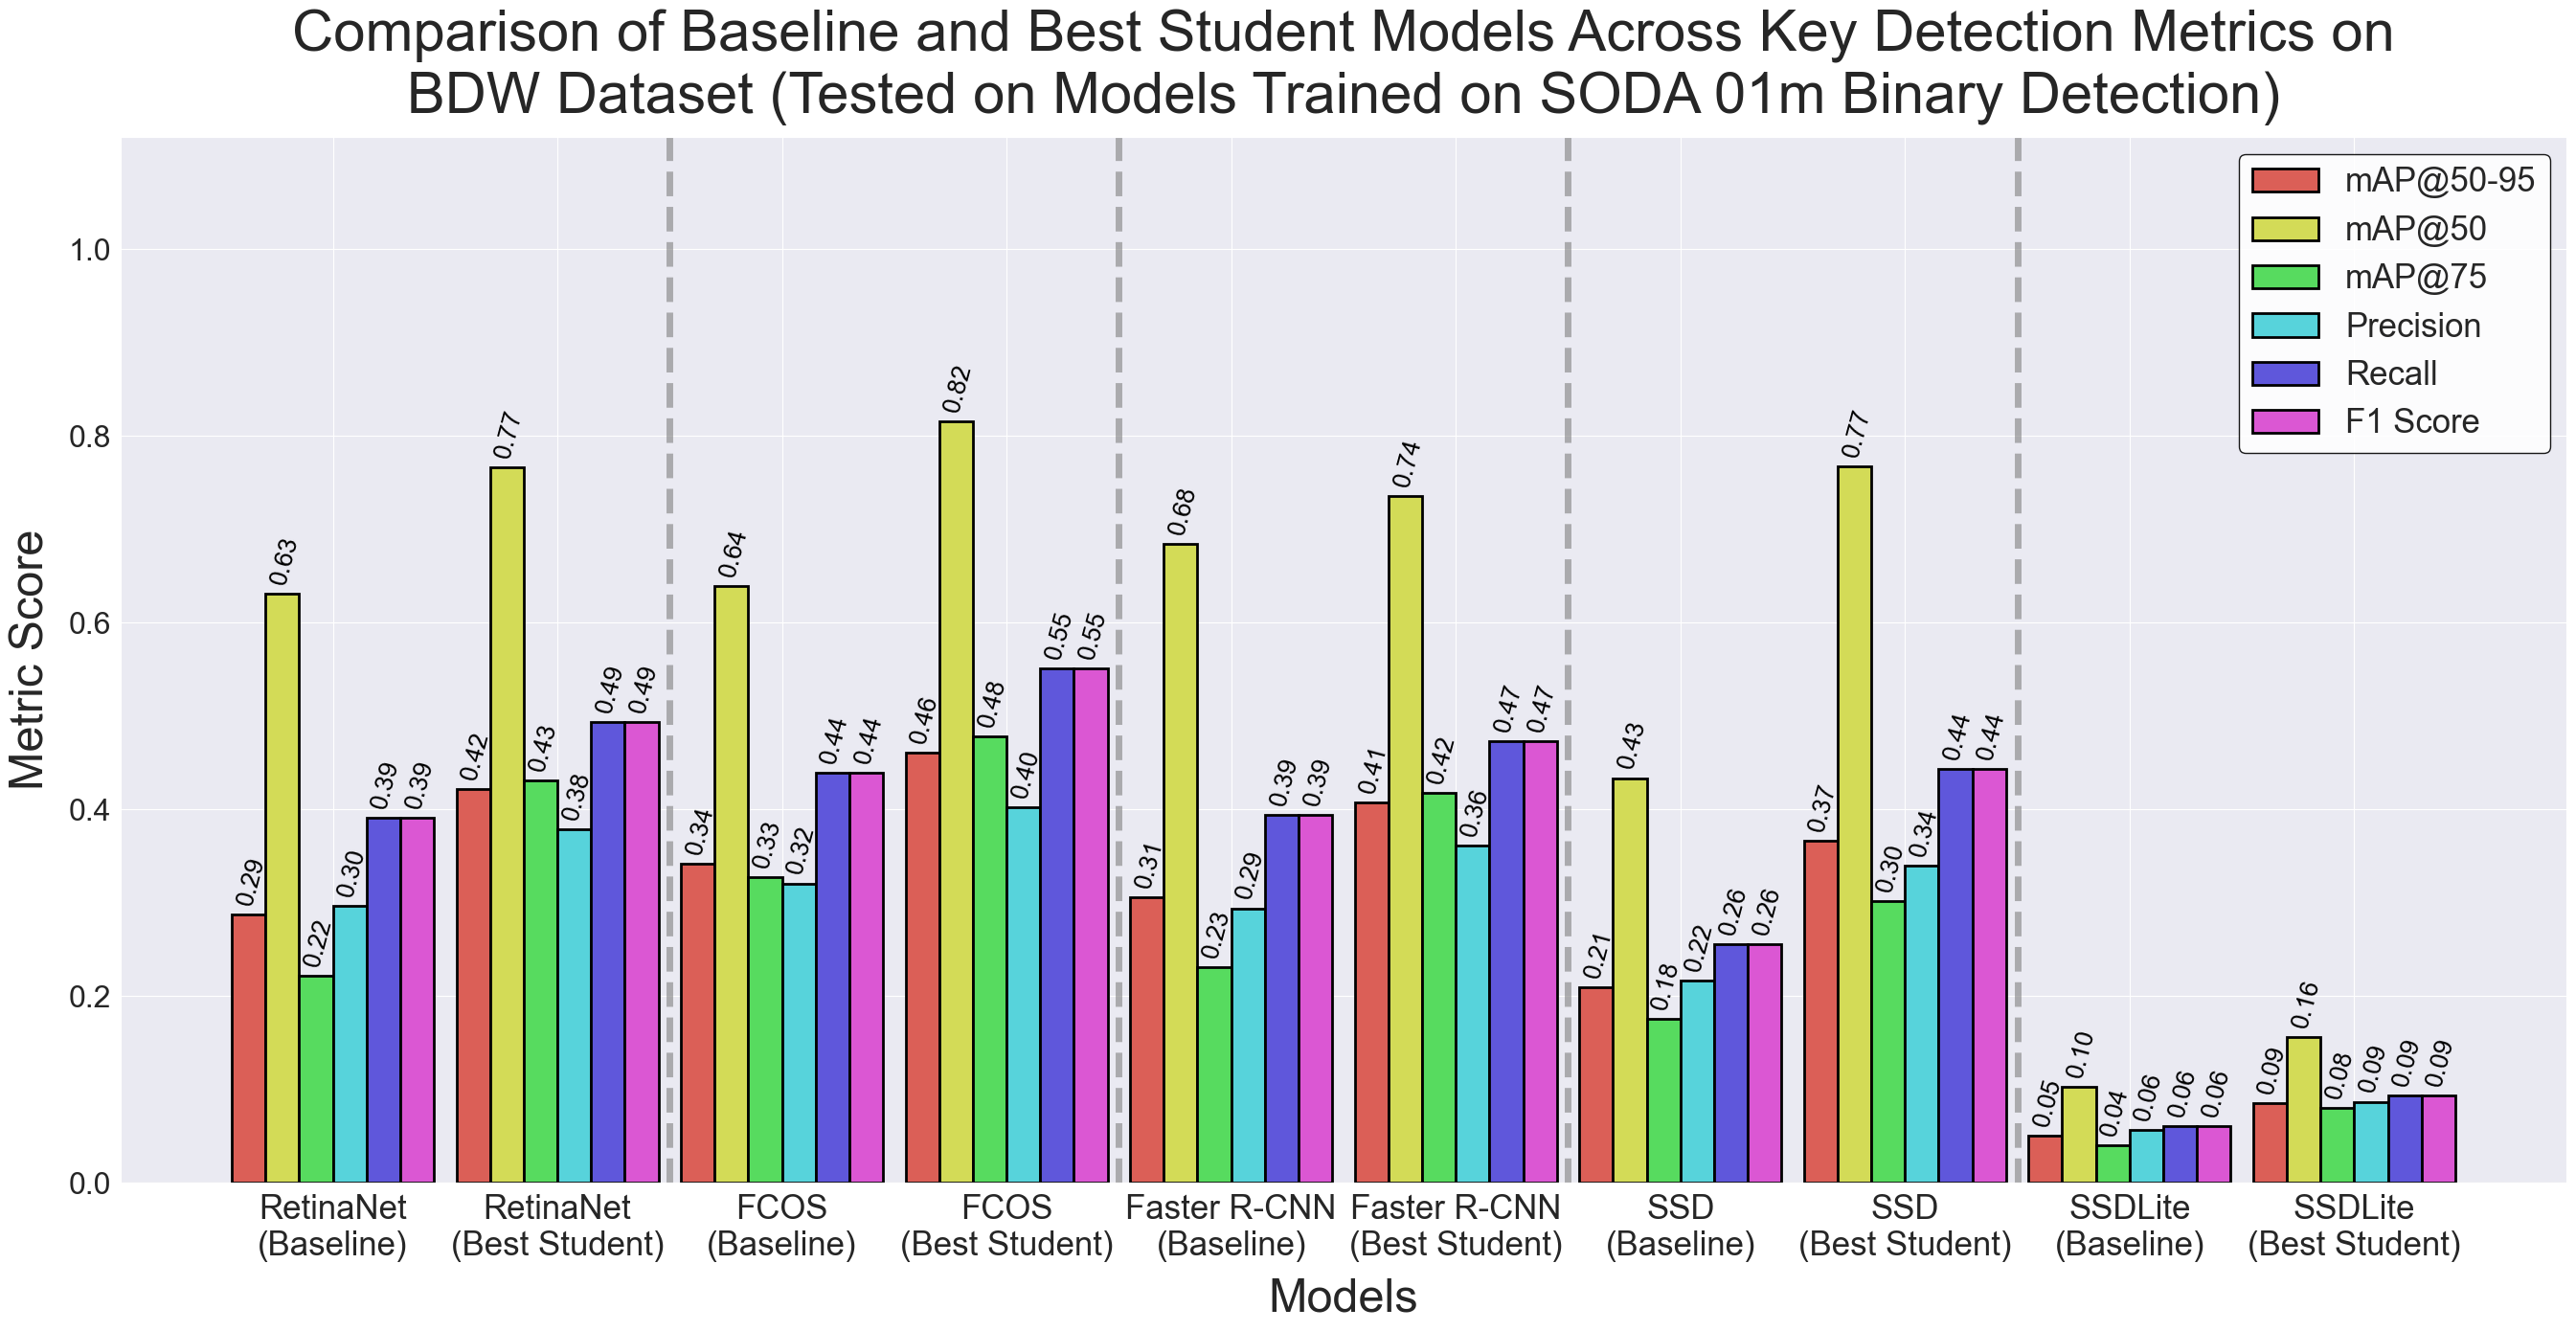 Comparison of Baseline and Best Student Models Across Key Detection Metrics on
BDW Dataset (Tested on Models Trained on SODA 01m Binary Detection)
mAP@50-95
mAP@50
mAP@75
Precision
Recall
F1 Score
Metric Score
1.0
0.8
0.6
0.4
0.2
0.0
0.29 0.63 0.22 0.30 0.39 0.39
0.42 0.77 0.43 0.38 0.49 0.49
0.34 0.64 0.33 0.32 0.44 0.44
0.46 0.82 0.48 0.40 0.55 0.55
0.31 0.68 0.23 0.29 0.39 0.39
0.41 0.74 0.42 0.36 0.47 0.47
0.21 0.43 0.18 0.22 0.26 0.26
0.37 0.77 0.30 0.34 0.44 0.44
0.05 0.10 0.04 0.06 0.06 0.06
0.09 0.16 0.08 0.09 0.09 0.09
RetinaNet
(Baseline)
RetinaNet
(Best Student)
FCOS
(Baseline)
FCOS
(Best Student)
Faster R-CNN
(Baseline)
Faster R-CNN
(Best Student)
SSD
(Baseline)
SSD
(Best Student)
SSDLite
(Baseline)
SSDLite
(Best Student)
Models